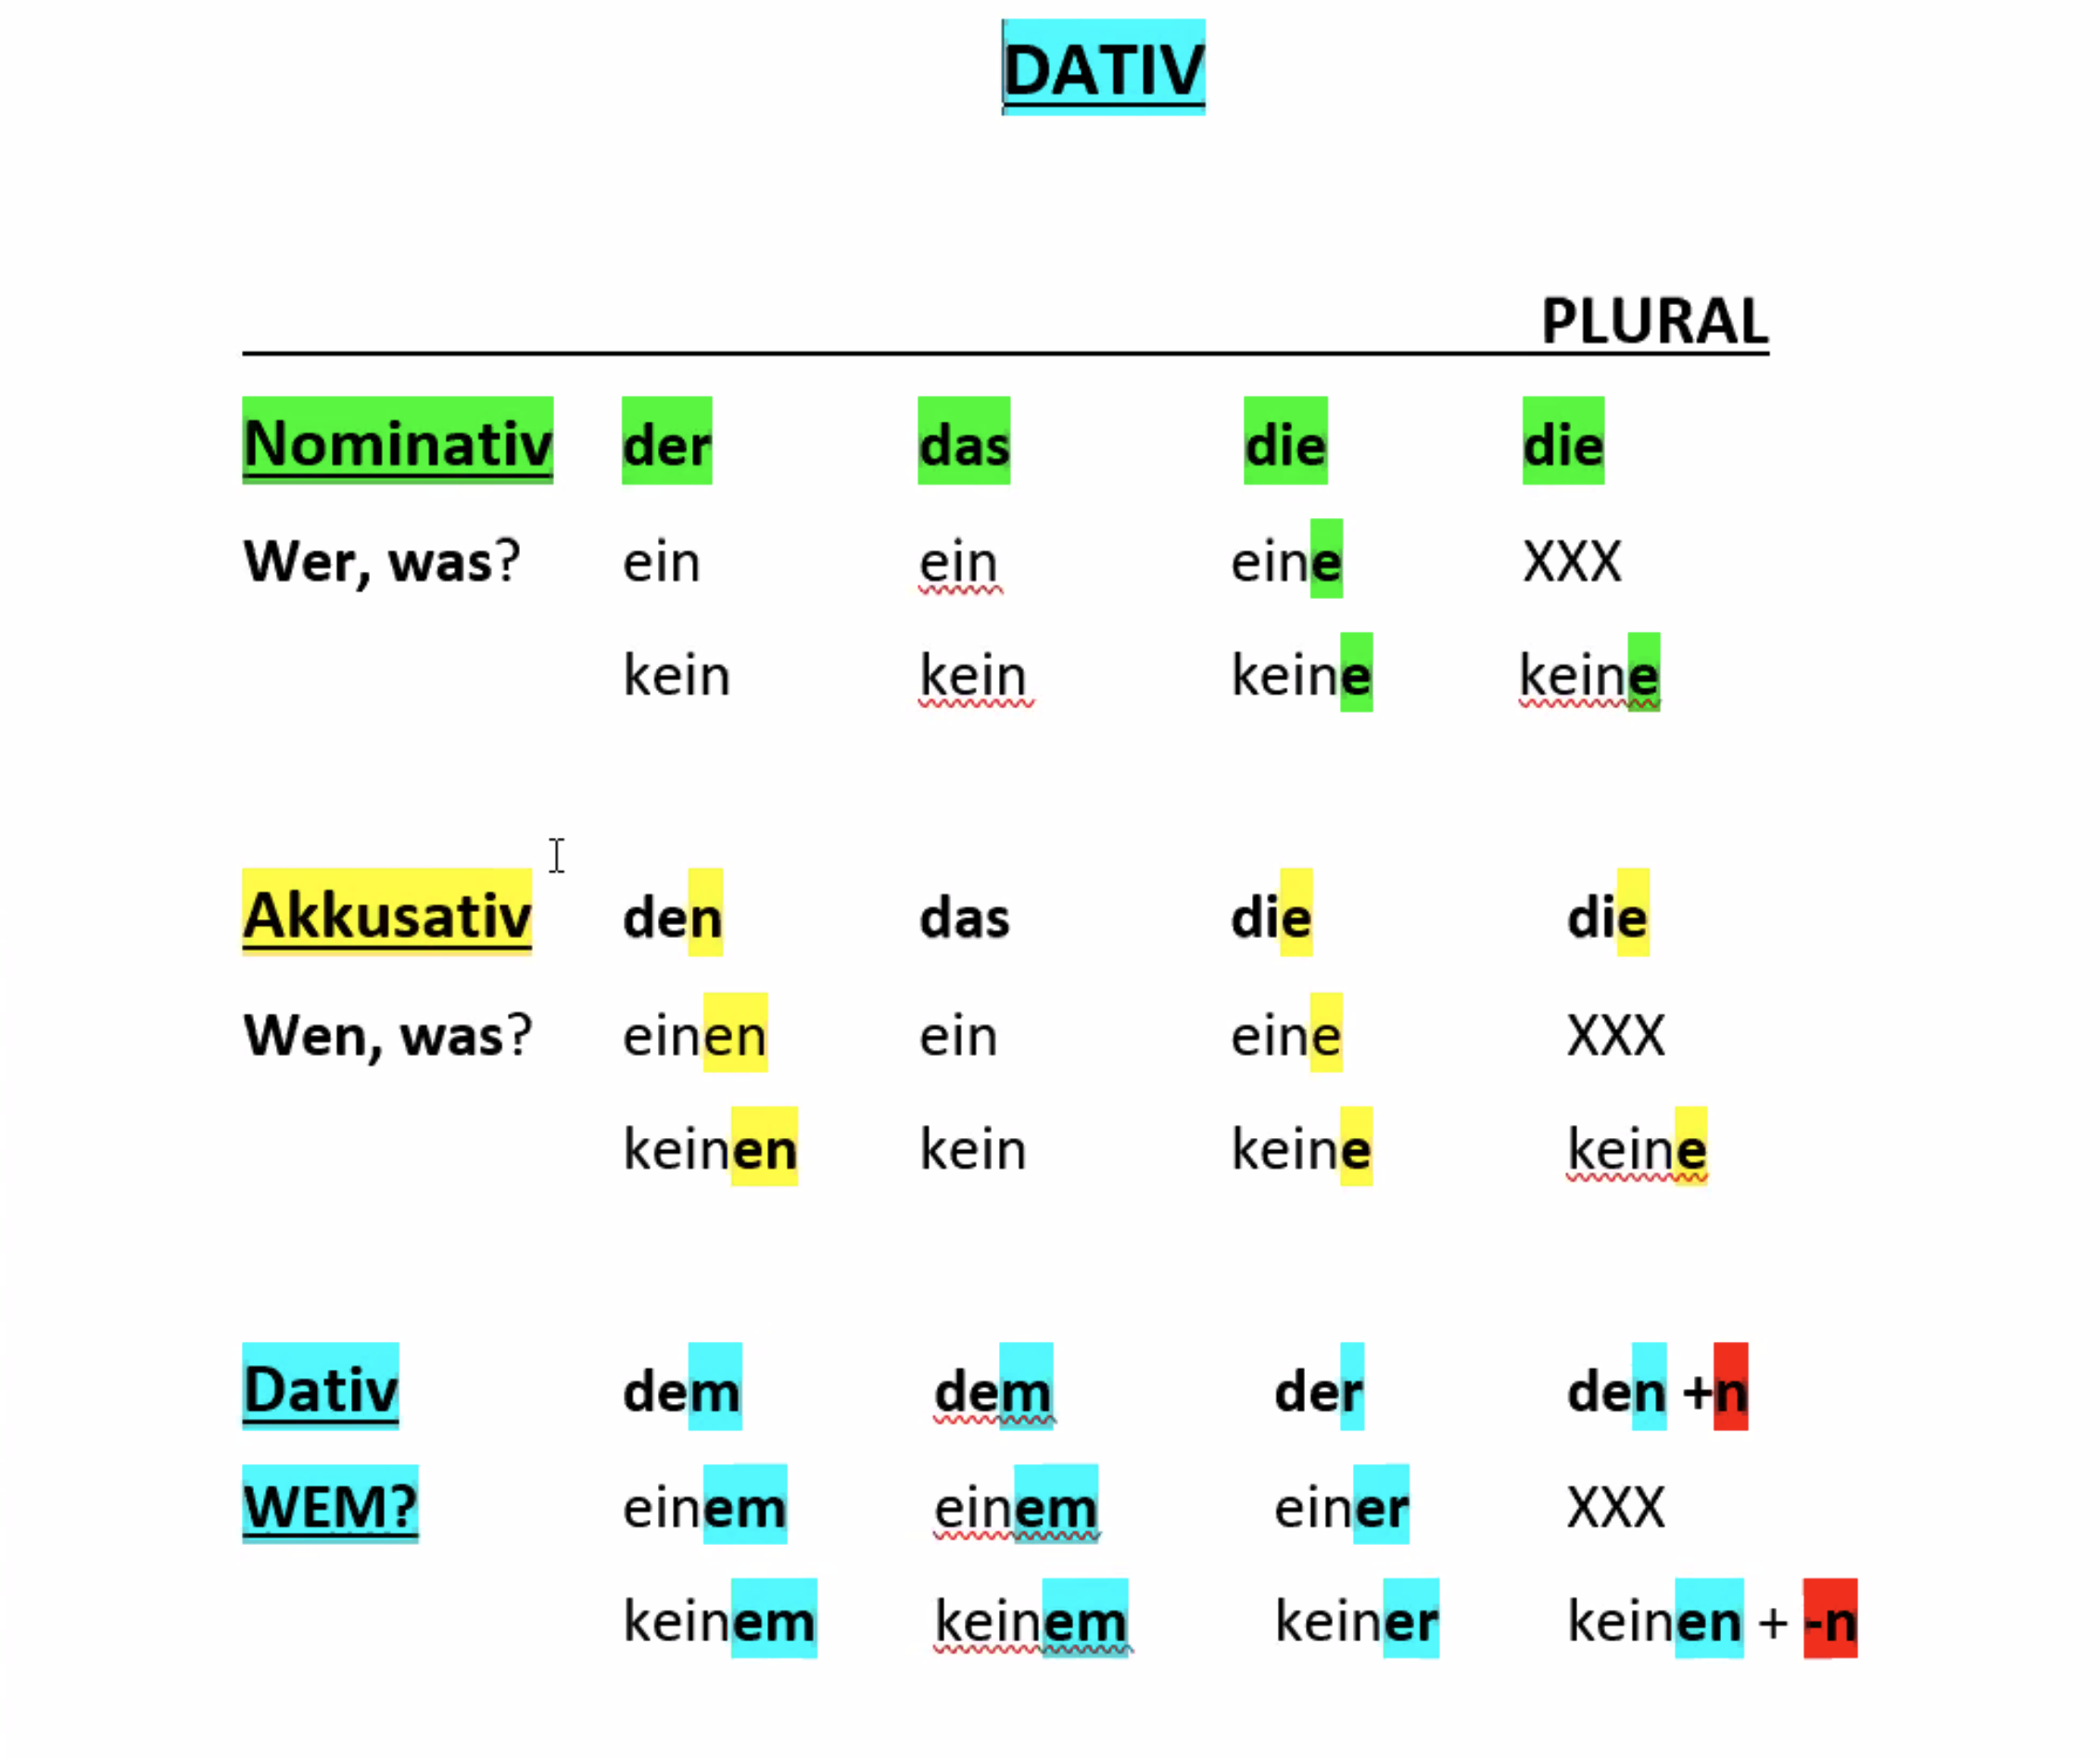 DATIV
PLURAL
Nominativ der das die die
Wer, was? ein ein eine XXX
kein kein keine keine
Akkusativ den das die die
Wen, was? einen ein eine XXX
keinen kein keine keine
Dativ dem dem der den +n
WEM? einem einem einer XXX
keinem keinem keiner keinen + -n